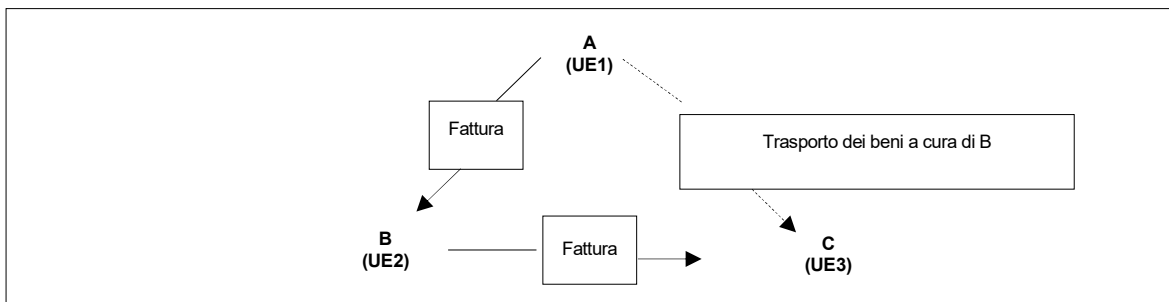 A
(UE1)
Fattura
Trasporto dei beni a cura di B
B
(UE2)
Fattura
C
(UE3)